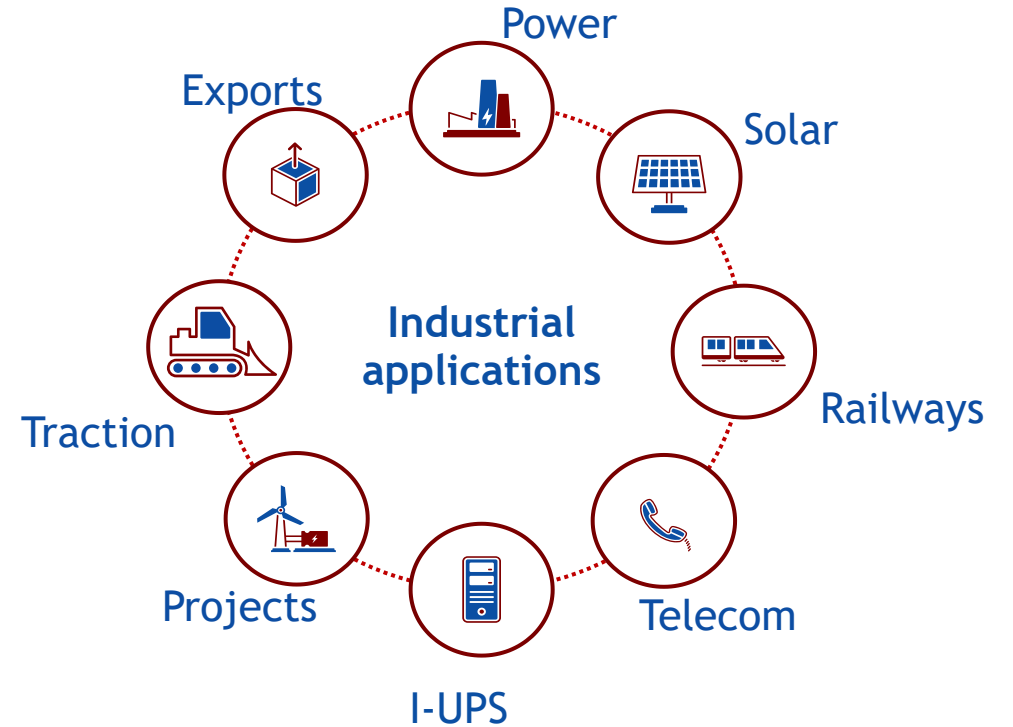 Power
Exports
Solar
Industrial
applications
Railways
Traction
Projects
Telecom
I-UPS